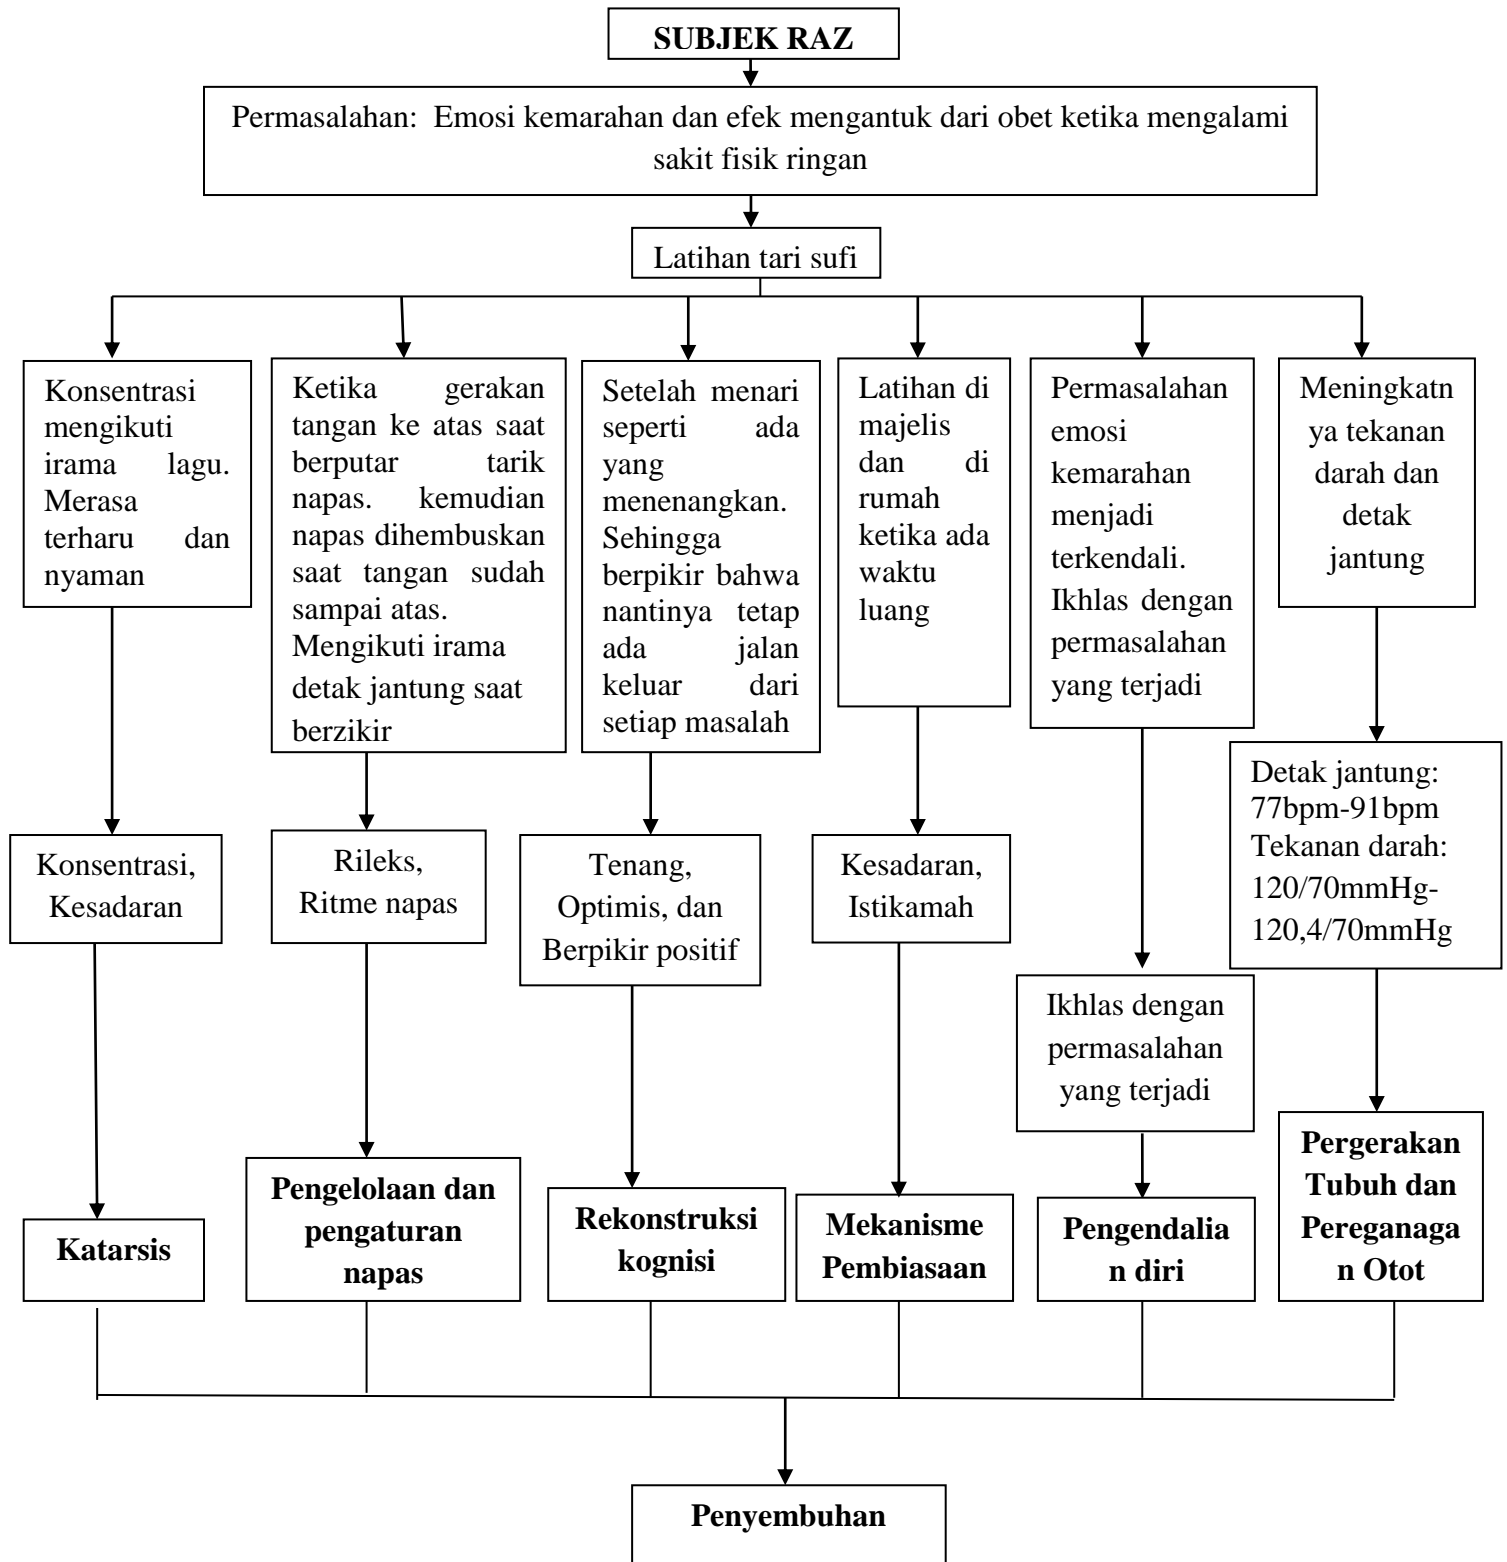 SUBJEK RAZ
Permasalahan: Emosi kemarahan dan efek mengantuk dari obet ketika mengalami
sakit fisik ringan
Latihan tari sufi
Konsentrasi
mengikuti
irama lagu.
Merasa
terharu dan
nyaman
Ketika gerakan
tangan ke atas saat
berputar tarik
napas. kemudian
napas dihembuskan
saat tangan sudah
sampai atas.
Mengikuti irama
detak jantung saat
berzikir
Setelah menari
seperti ada
yang
menenangkan.
Sehingga
berpikir bahwa
nantinya tetap
ada jalan
keluar dari
setiap masalah
Latihan di
majelis
dan di
rumah
ketika ada
waktu
luang
Permasalahan
emosi
kemarahan
menjadi
terkendali.
Ikhlas dengan
permasalahan
yang terjadi
Meningkatn
ya tekanan
darah dan
detak
jantung
Konsentrasi,
Kesadaran
Rileks,
Ritme napas
Tenang,
Optimis, dan
Berpikir positif
Kesadaran,
Istikamah
Ikhlas dengan
permasalahan
yang terjadi
Detak jantung:
77bpm-91bpm
Tekanan darah:
120/70mmHg-
120,4/70mmHg
Katarsis
Pengelolaan dan
pengaturan
napas
Rekonstruksi
kognisi
Mekanisme
Pembiasaan
Pengendalia
n diri
Pergerakan
Tubuh dan
Pereganaga
n Otot
Penyembuhan